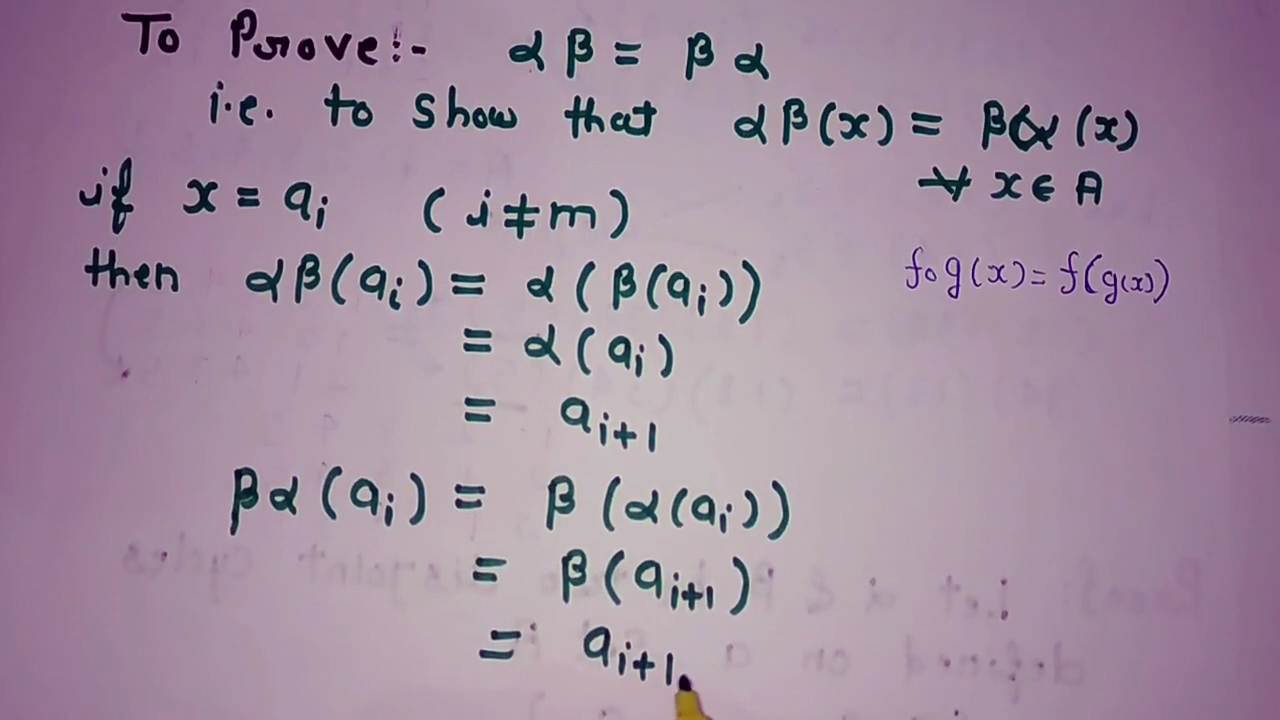 To Prove:- αβ = βα
i.e. to show that αβ(x) = βα(x)
∀ x ∈ A
if x = aᵢ (i ≠ m)
then αβ(aᵢ) = α(β(aᵢ))
fog(x) = f(g(x))
= α(aᵢ)
= aᵢ₊₁
βα(aᵢ) = β(α(aᵢ))
= β(aᵢ₊₁)
= aᵢ₊₁